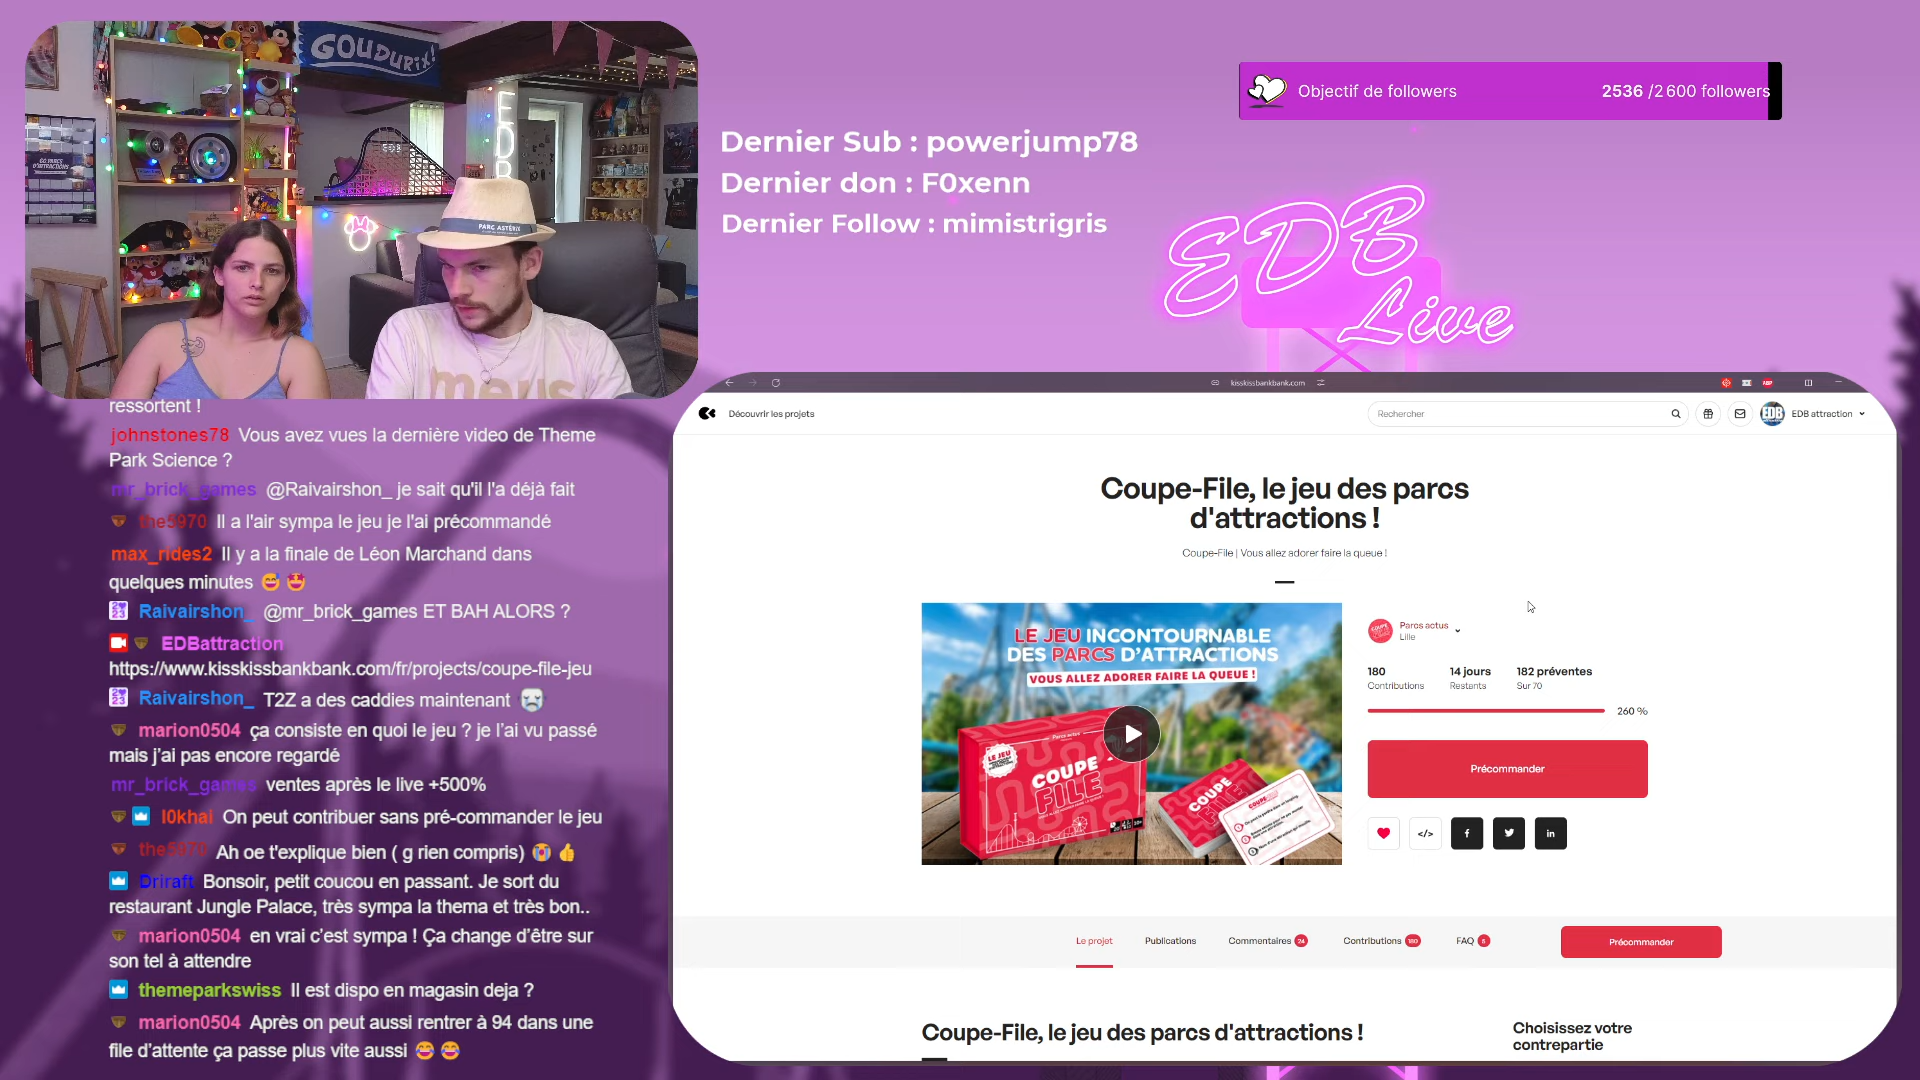 GOUDURIX!
EDB
PARC ASTÉRIX
Dernier Sub : powerjump78
Dernier don : F0xenn
Dernier Follow : mimistrigris
Objectif de followers
2536 /2 600 followers
EDB
Live
ressortent !
johnstones78 Vous avez vues la dernière video de Theme
Park Science ?
mr_brick_games @Raivairshon_ je sait qu'il l'a déjà fait
the5970 Il a l'air sympa le jeu je l'ai précommandé
max_rides2 Il y a la finale de Léon Marchand dans
quelques minutes 😅 🤩
Raivairshon_ @mr_brick_games ET BAH ALORS ?
EDBattraction
https://www.kisskissbankbank.com/fr/projects/coupe-file-jeu
Raivairshon_ T2Z a des caddies maintenant
marion0504 ça consiste en quoi le jeu ? je l'ai vu passé
mais j'ai pas encore regardé
mr_brick_games ventes après le live +500%
l0khai On peut contribuer sans pré-commander le jeu
the5970 Ah oe t'explique bien ( g rien compris) 😭 👍
Driraft Bonsoir, petit coucou en passant. Je sort du
restaurant Jungle Palace, très sympa la thema et très bon..
marion0504 en vrai c'est sympa ! Ça change d'être sur
son tel à attendre
themeparkswiss Il est dispo en magasin deja ?
marion0504 Après on peut aussi rentrer à 94 dans une
file d'attente ça passe plus vite aussi 😂 😂
kisskissbankbank.com
Découvrir les projets
Rechercher
EDB
EDB attraction
Coupe-File, le jeu des parcs
d'attractions !
Coupe-File | Vous allez adorer faire la queue !
LE JEU INCONTOURNABLE
DES PARCS D'ATTRACTIONS
VOUS ALLEZ ADORER FAIRE LA QUEUE !
Parcs actus
COUPE
FILE
COUPE
FILE
Parcs actus
Lille
180
Contributions
14 jours
Restants
182 préventes
Sur 70
260 %
Précommander
</>
f
in
Le projet
Publications
Commentaires 24
Contributions 180
FAQ
Précommander
Coupe-File, le jeu des parcs d'attractions !
Choisissez votre
contrepartie